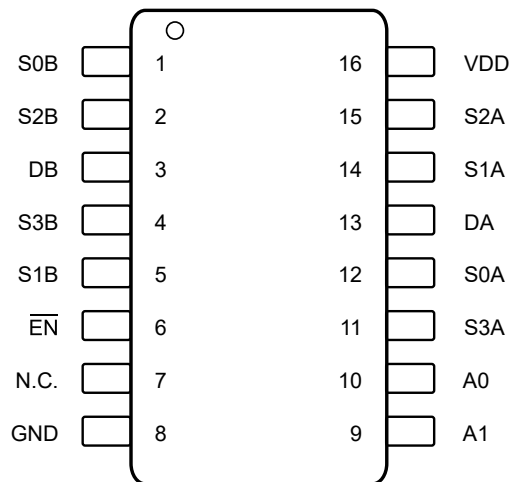 S0B 1 16 VDD
S2B 2 15 S2A
DB 3 14 S1A
S3B 4 13 DA
S1B 5 12 S0A
E̅N̅ 6 11 S3A
N.C. 7 10 A0
GND 8 9 A1